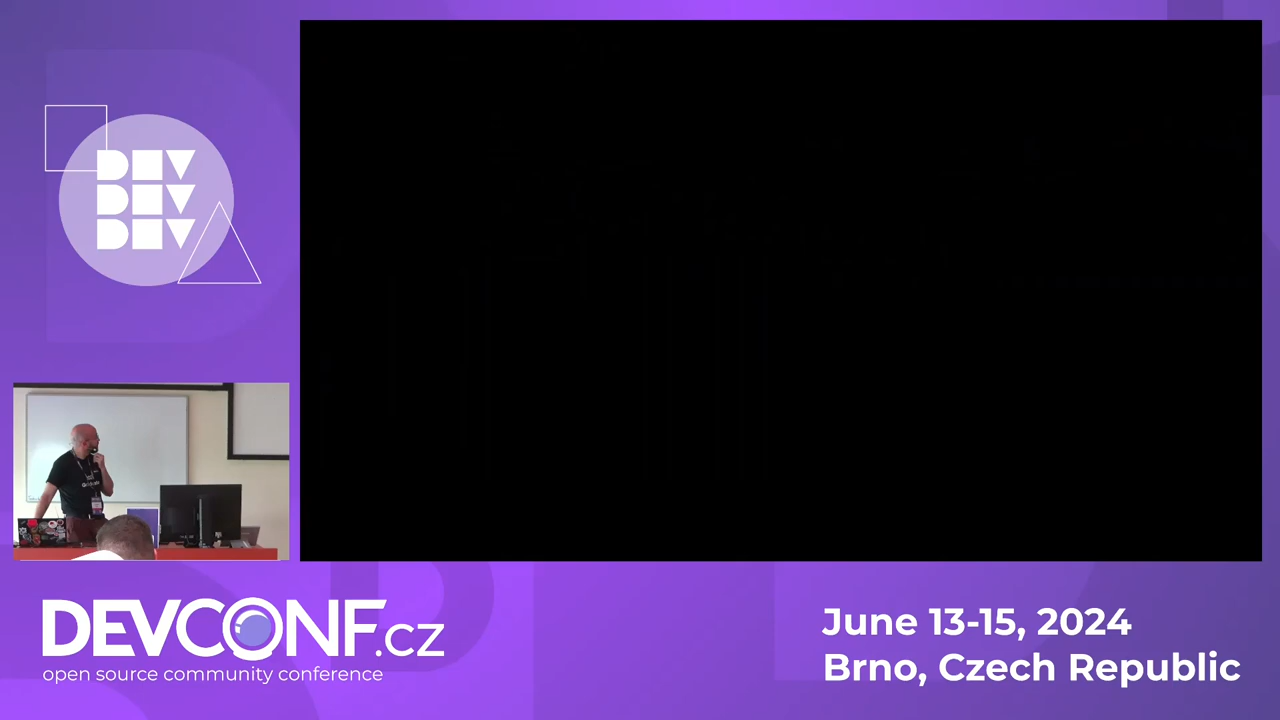 DEV
DEV
DEV
DEVCONF.cz
open source community conference
June 13-15, 2024
Brno, Czech Republic